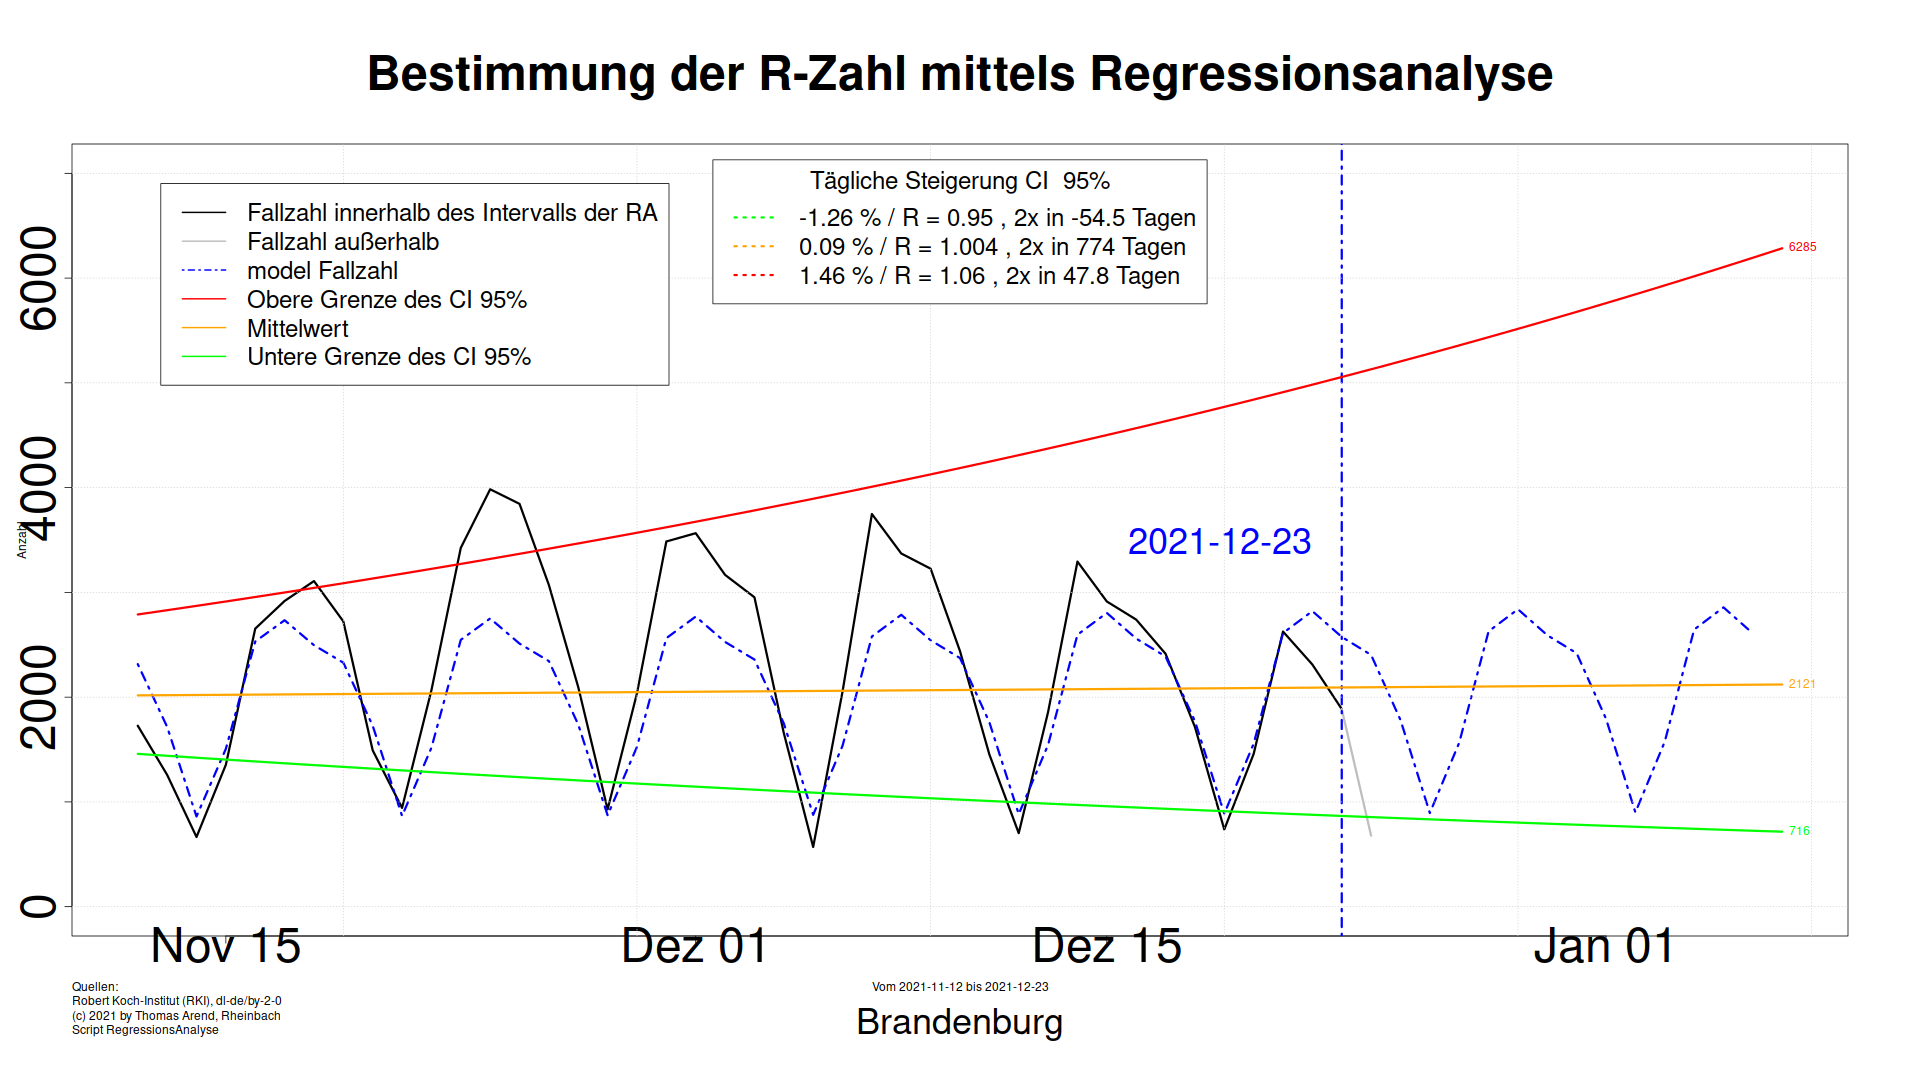 Bestimmung der R-Zahl mittels Regressionsanalyse
Fallzahl innerhalb des Intervalls der RA
Fallzahl außerhalb
model Fallzahl
Obere Grenze des CI 95%
Mittelwert
Untere Grenze des CI 95%
Tägliche Steigerung CI  95%
-1.26 % / R = 0.95 , 2x in -54.5 Tagen
0.09 % / R = 1.004 , 2x in 774 Tagen
1.46 % / R = 1.06 , 2x in 47.8 Tagen
6285
2121
716
2021-12-23
6000
4000
2000
0
Anzahl
Nov 15
Dez 01
Dez 15
Jan 01
Quellen:
Robert Koch-Institut (RKI), dl-de/by-2-0
(c) 2021 by Thomas Arend, Rheinbach
Script RegressionsAnalyse
Vom 2021-11-12 bis 2021-12-23
Brandenburg